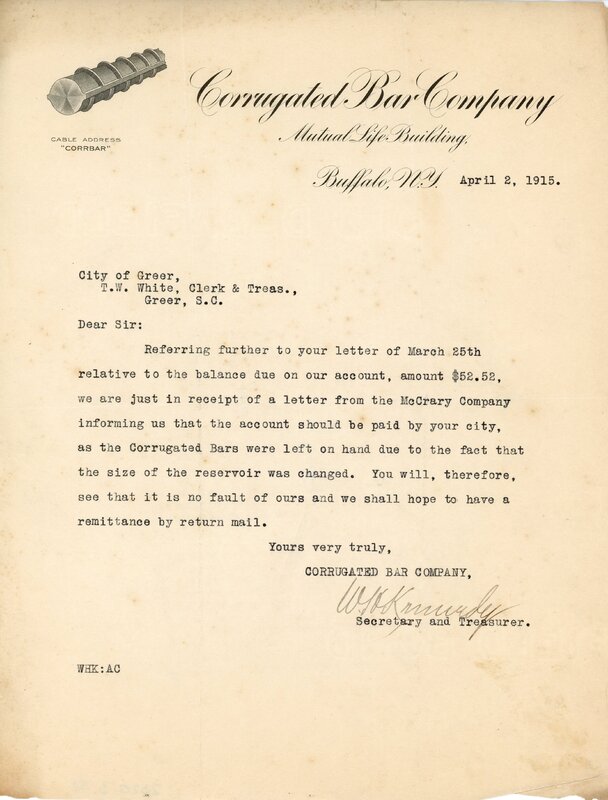 Corrugated Bar Company
CABLE ADDRESS
"CORRBAR"
Mutual Life Building,
Buffalo, N.Y. April 2, 1915.
City of Greer,
T.W. White, Clerk & Treas.,
Greer, S.C.
Dear Sir:
Referring further to your letter of March 25th
relative to the balance due on our account, amount $52.52,
we are just in receipt of a letter from the McCrary Company
informing us that the account should be paid by your city,
as the Corrugated Bars were left on hand due to the fact that
the size of the reservoir was changed. You will, therefore,
see that it is no fault of ours and we shall hope to have a
remittance by return mail.
Yours very truly,
CORRUGATED BAR COMPANY,
WH Kennedy
Secretary and Treasurer.
WHK:AC